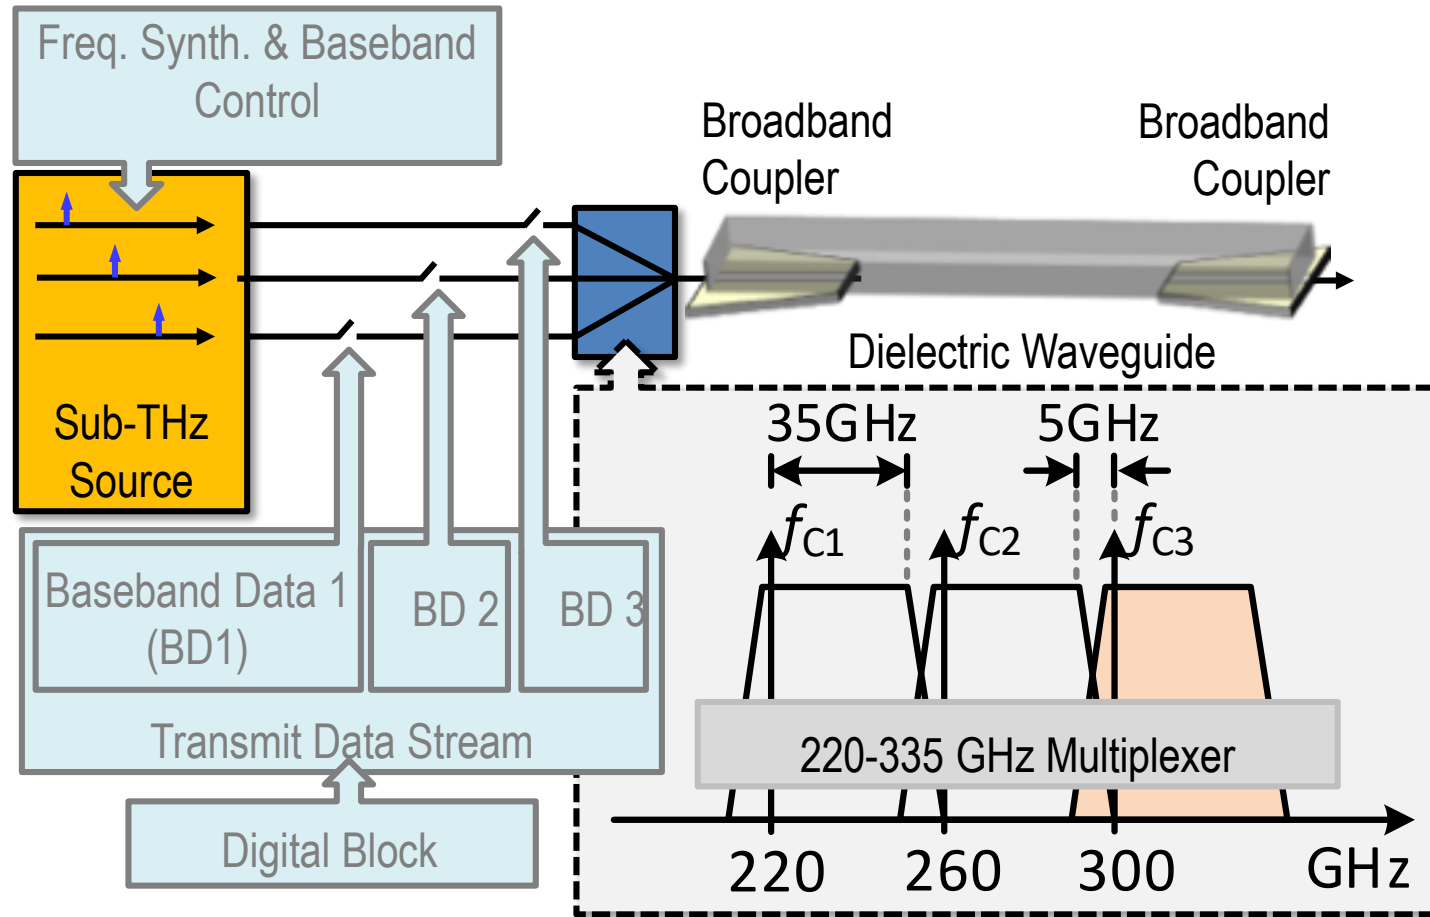 Freq. Synth. & Baseband
Control
Broadband
Coupler
Broadband
Coupler
Sub-THz
Source
Dielectric Waveguide
35GHz
5GHz
fC1
fC2
fC3
Baseband Data 1
(BD1)
BD 2
BD 3
Transmit Data Stream
Digital Block
220-335 GHz Multiplexer
220
260
300
GHz